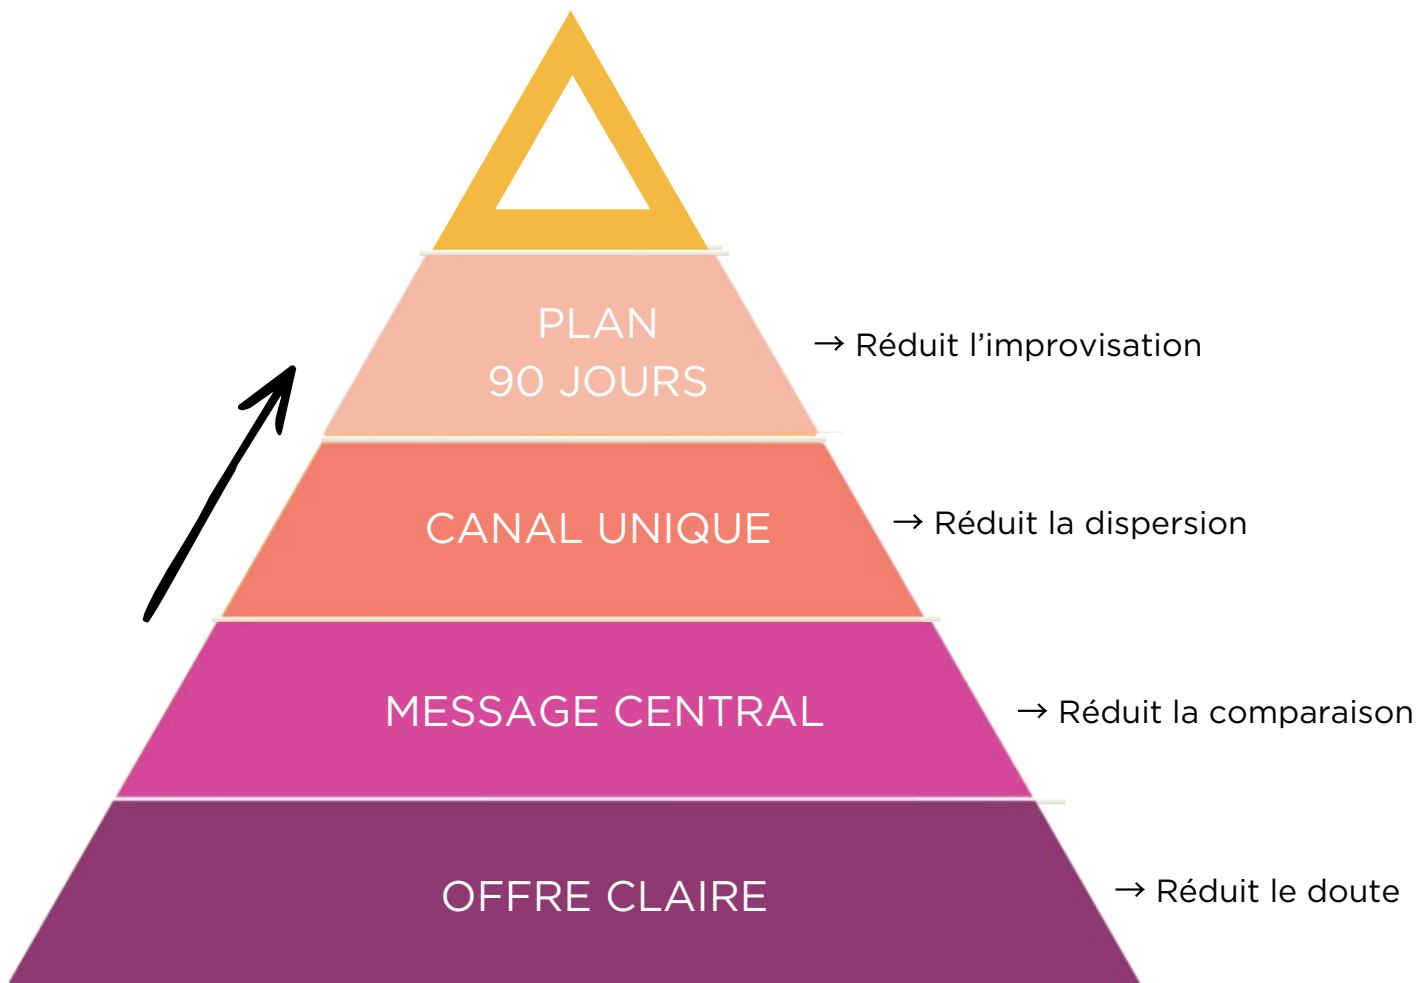 PLAN
90 JOURS
→ Réduit l’improvisation
CANAL UNIQUE
→ Réduit la dispersion
MESSAGE CENTRAL
→ Réduit la comparaison
OFFRE CLAIRE
→ Réduit le doute